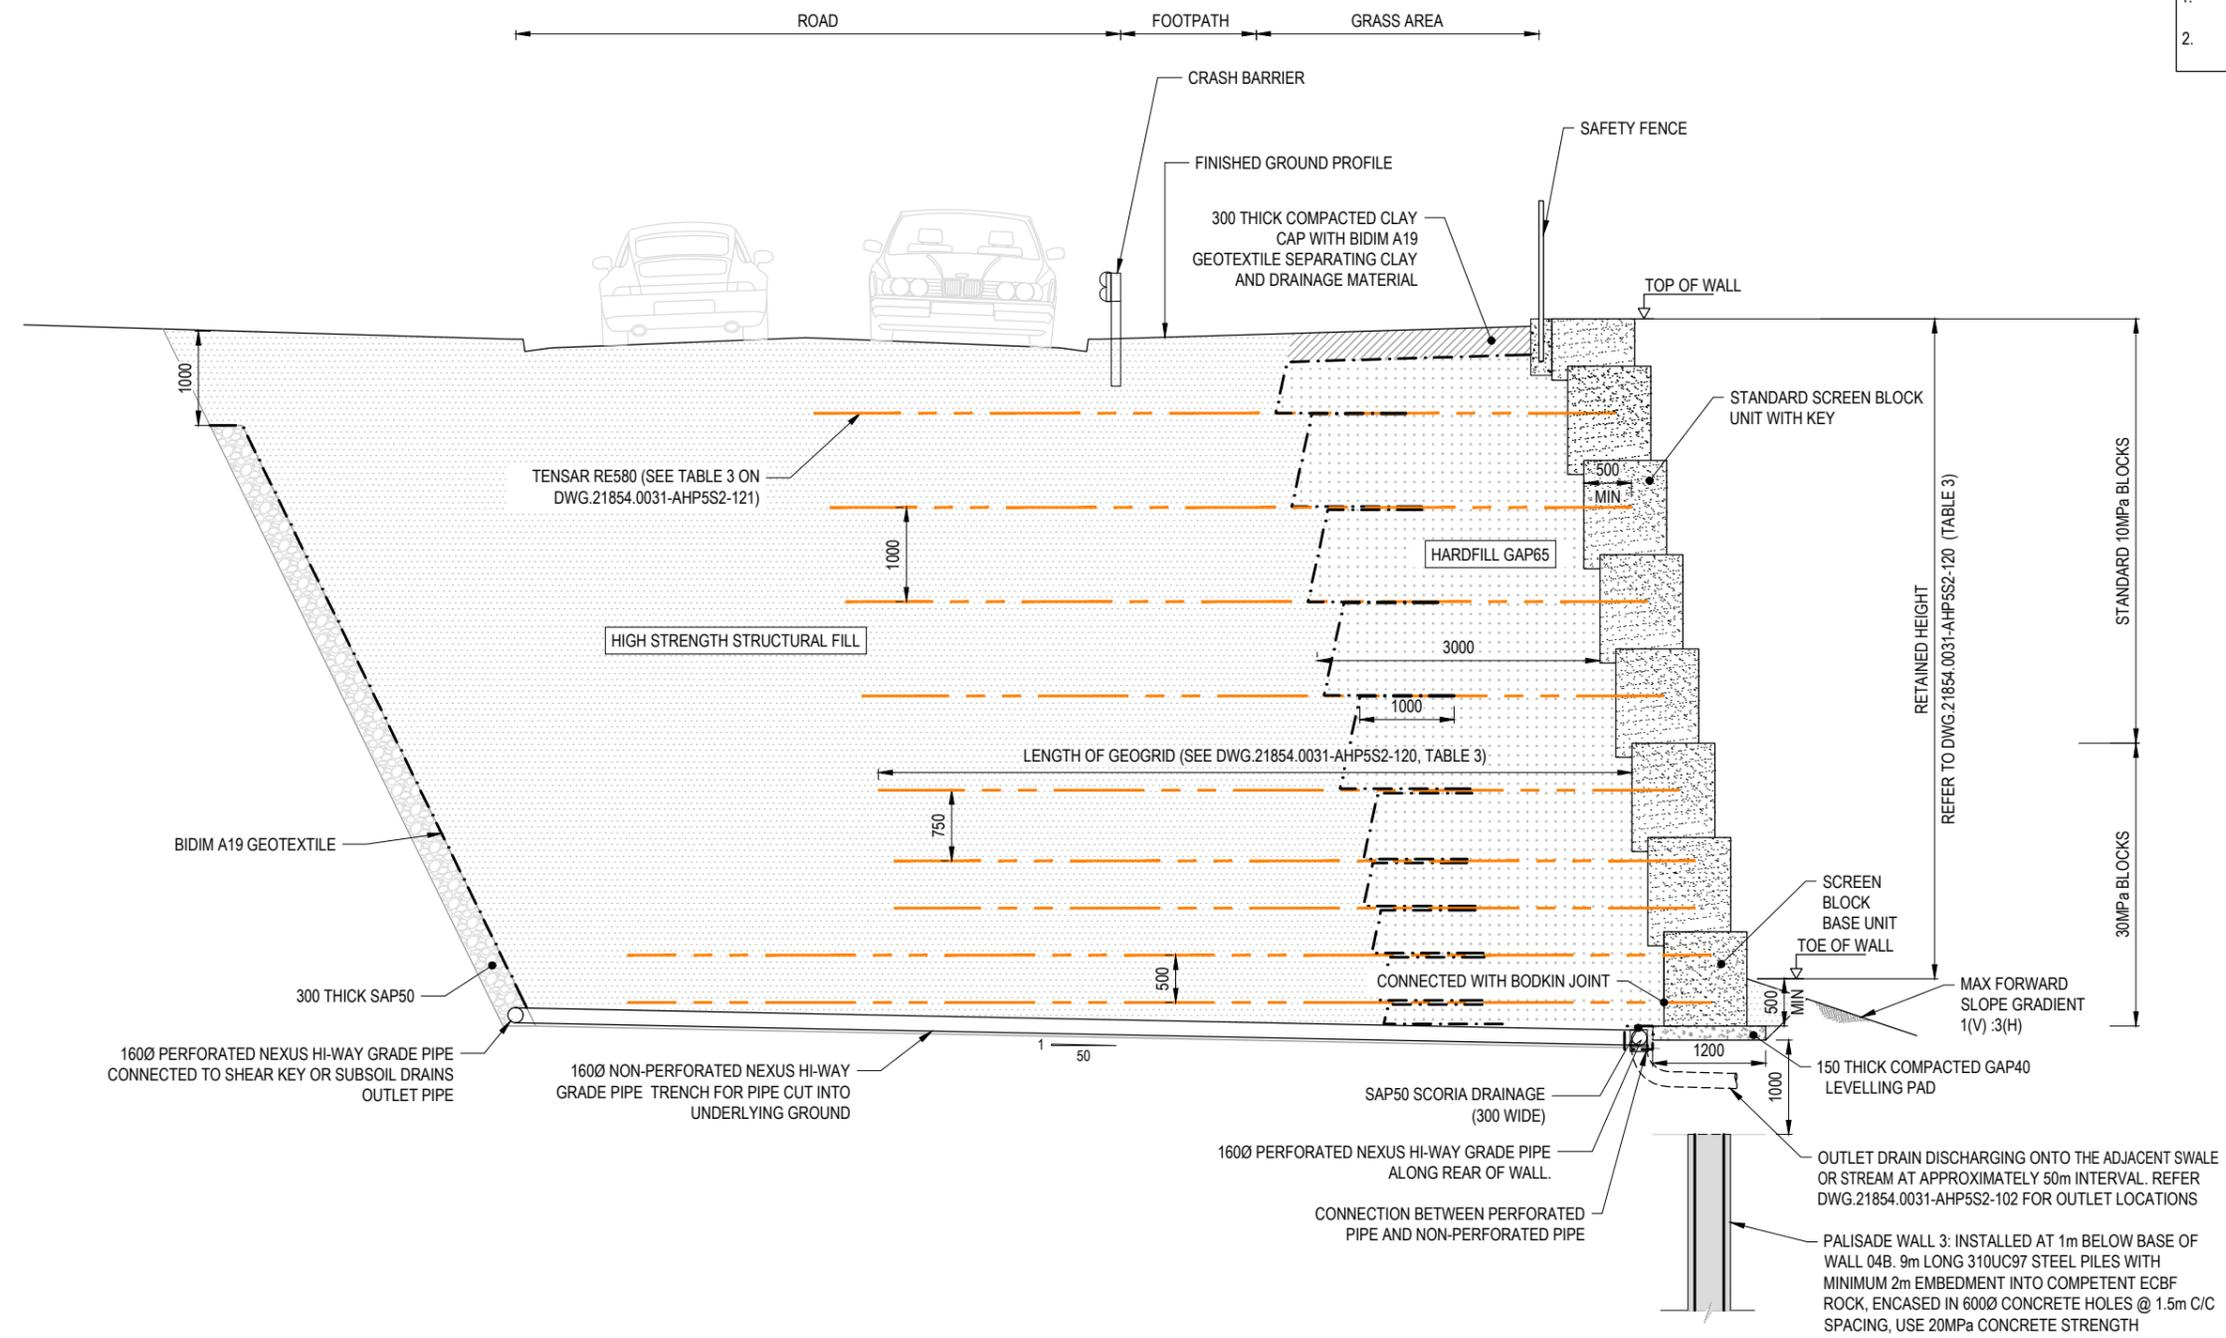 ROAD
FOOTPATH
GRASS AREA
2.
CRASH BARRIER
SAFETY FENCE
FINISHED GROUND PROFILE
300 THICK COMPACTED CLAY
CAP WITH BIDIM A19
GEOTEXTILE SEPARATING CLAY
AND DRAINAGE MATERIAL
TOP OF WALL
1000
STANDARD SCREEN BLOCK
UNIT WITH KEY
TENSAR RE580 (SEE TABLE 3 ON
DWG.21854.0031-AHP5S2-121)
500
MIN
STANDARD 10MPa BLOCKS
RETAINED HEIGHT
REFER TO DWG.21854.0031-AHP5S2-120 (TABLE 3)
1000
HARDFILL GAP65
HIGH STRENGTH STRUCTURAL FILL
3000
1000
LENGTH OF GEOGRID (SEE DWG.21854.0031-AHP5S2-120, TABLE 3)
750
BIDIM A19 GEOTEXTILE
SCREEN
BLOCK
BASE UNIT
30MPa BLOCKS
TOE OF WALL
300 THICK SAP50
500
CONNECTED WITH BODKIN JOINT
500
MIN
MAX FORWARD
SLOPE GRADIENT
1(V) :3(H)
1
50
1200
1000
160Ø PERFORATED NEXUS HI-WAY GRADE PIPE
CONNECTED TO SHEAR KEY OR SUBSOIL DRAINS
OUTLET PIPE
160Ø NON-PERFORATED NEXUS HI-WAY
GRADE PIPE TRENCH FOR PIPE CUT INTO
UNDERLYING GROUND
SAP50 SCORIA DRAINAGE
(300 WIDE)
150 THICK COMPACTED GAP40
LEVELLING PAD
160Ø PERFORATED NEXUS HI-WAY GRADE PIPE
ALONG REAR OF WALL.
OUTLET DRAIN DISCHARGING ONTO THE ADJACENT SWALE
OR STREAM AT APPROXIMATELY 50m INTERVAL. REFER
DWG.21854.0031-AHP5S2-102 FOR OUTLET LOCATIONS
CONNECTION BETWEEN PERFORATED
PIPE AND NON-PERFORATED PIPE
PALISADE WALL 3: INSTALLED AT 1m BELOW BASE OF
WALL 04B. 9m LONG 310UC97 STEEL PILES WITH
MINIMUM 2m EMBEDMENT INTO COMPETENT ECBF
ROCK, ENCASED IN 600Ø CONCRETE HOLES @ 1.5m C/C
SPACING, USE 20MPa CONCRETE STRENGTH